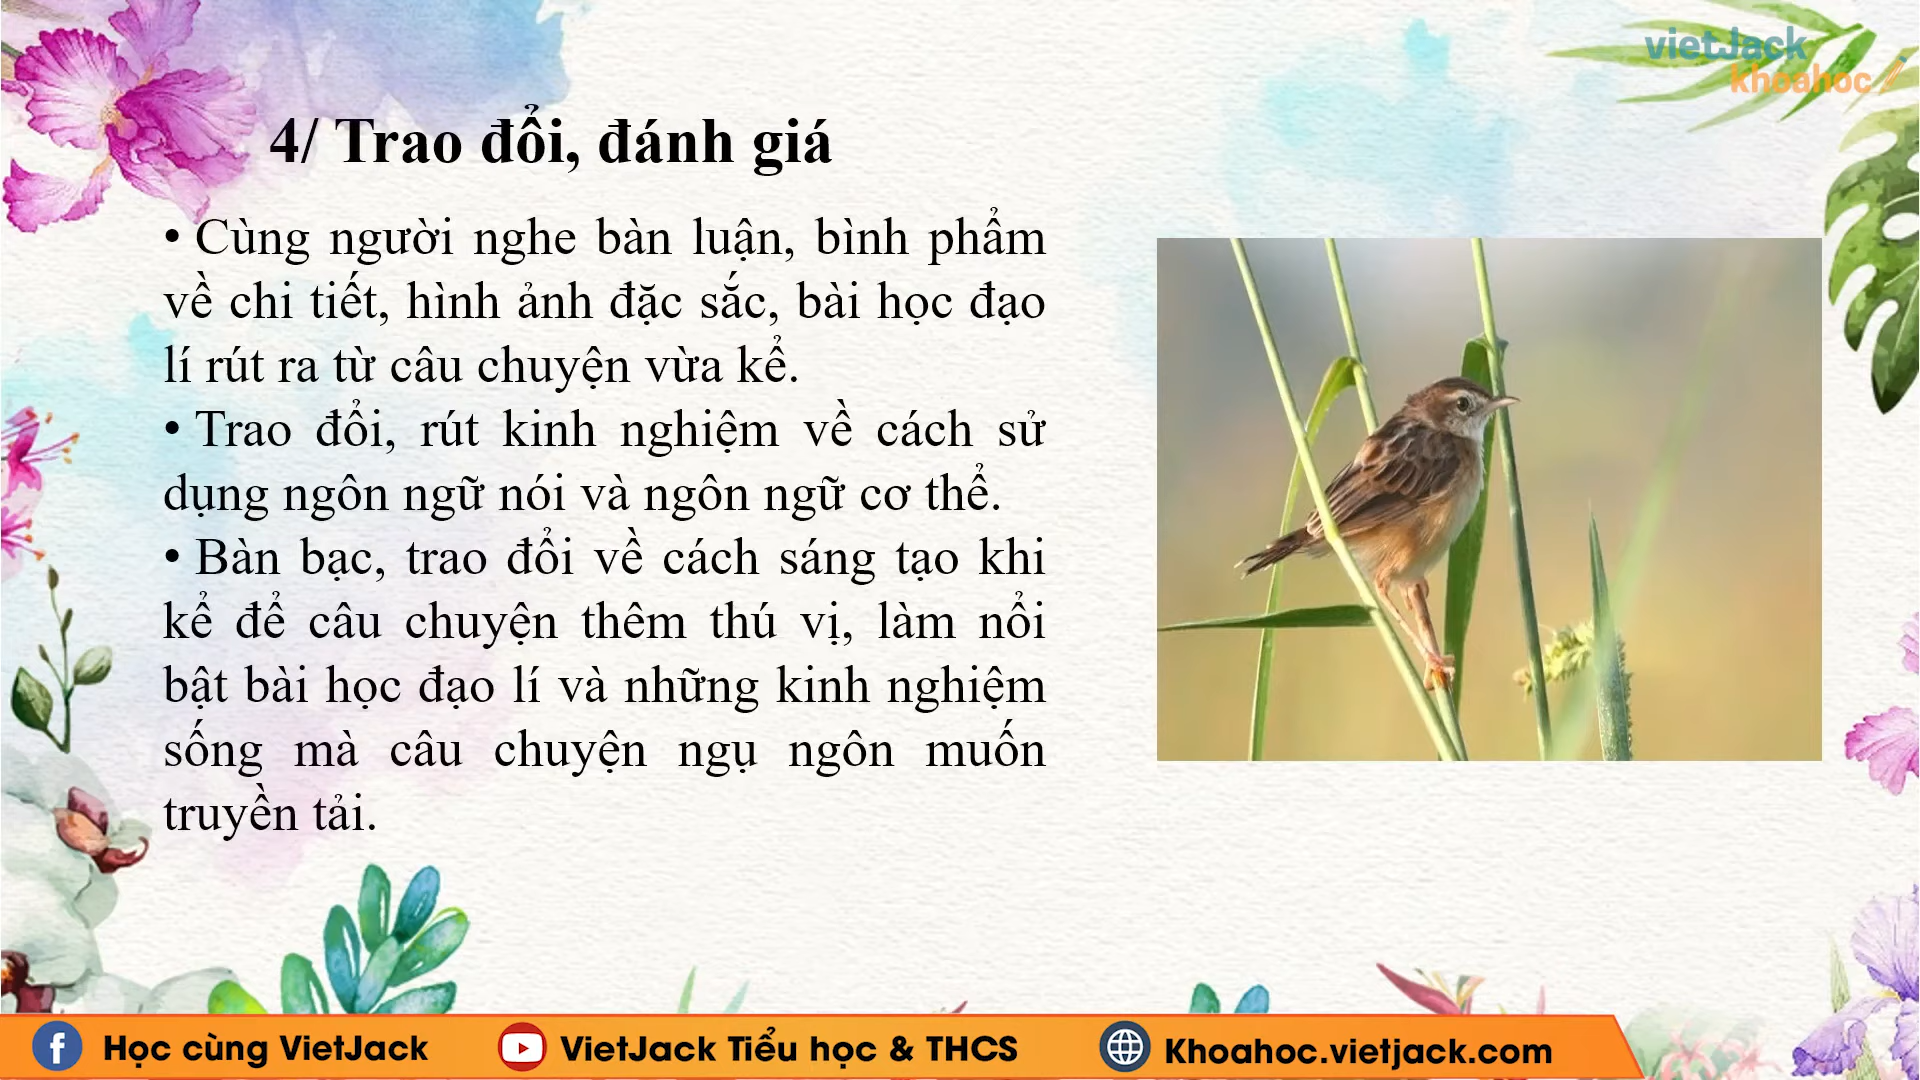 vietJack
khoahoc
4/ Trao đổi, đánh giá
• Cùng người nghe bàn luận, bình phẩm
về chi tiết, hình ảnh đặc sắc, bài học đạo
lí rút ra từ câu chuyện vừa kể.
• Trao đổi, rút kinh nghiệm về cách sử
dụng ngôn ngữ nói và ngôn ngữ cơ thể.
• Bàn bạc, trao đổi về cách sáng tạo khi
kể để câu chuyện thêm thú vị, làm nổi
bật bài học đạo lí và những kinh nghiệm
sống mà câu chuyện ngụ ngôn muốn
truyền tải.
Học cùng VietJack
VietJack Tiểu học & THCS
Khoahoc.vietjack.com